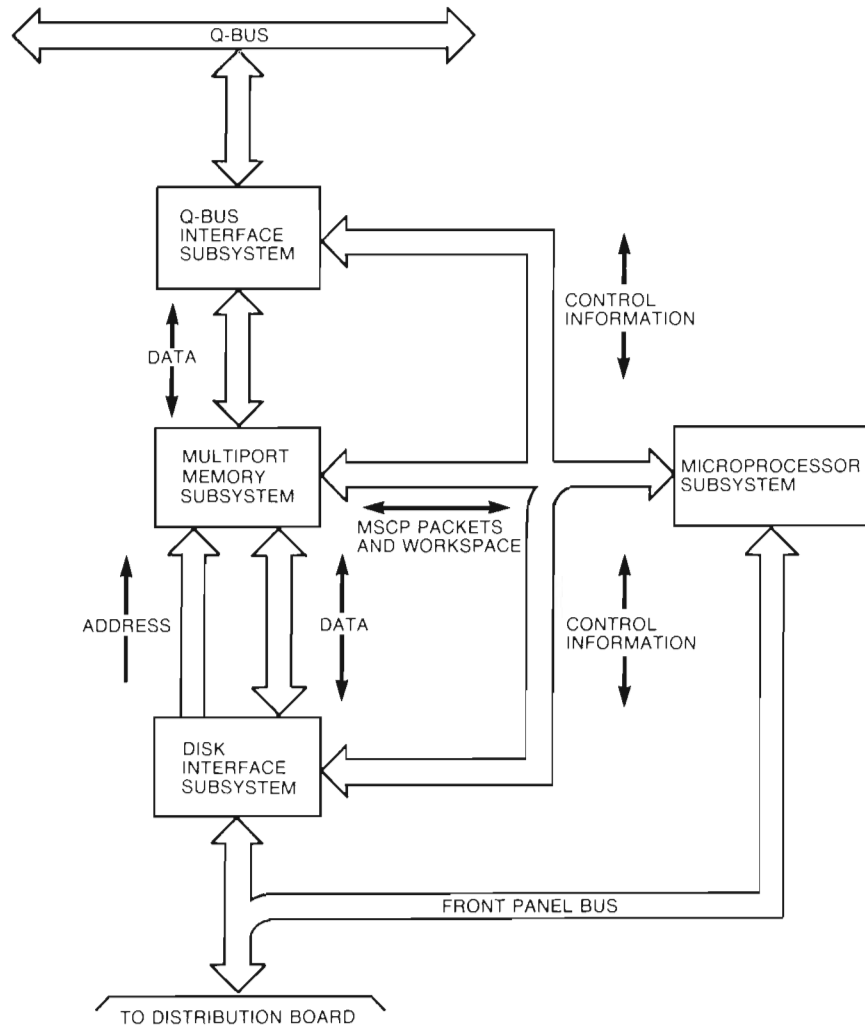 Q-BUS
Q-BUS
INTERFACE
SUBSYSTEM
CONTROL
INFORMATION
DATA
MULTIPORT
MEMORY
SUBSYSTEM
MICROPROCESSOR
SUBSYSTEM
MSCP PACKETS
AND WORKSPACE
ADDRESS
DATA
CONTROL
INFORMATION
DISK
INTERFACE
SUBSYSTEM
FRONT PANEL BUS
TO DISTRIBUTION BOARD